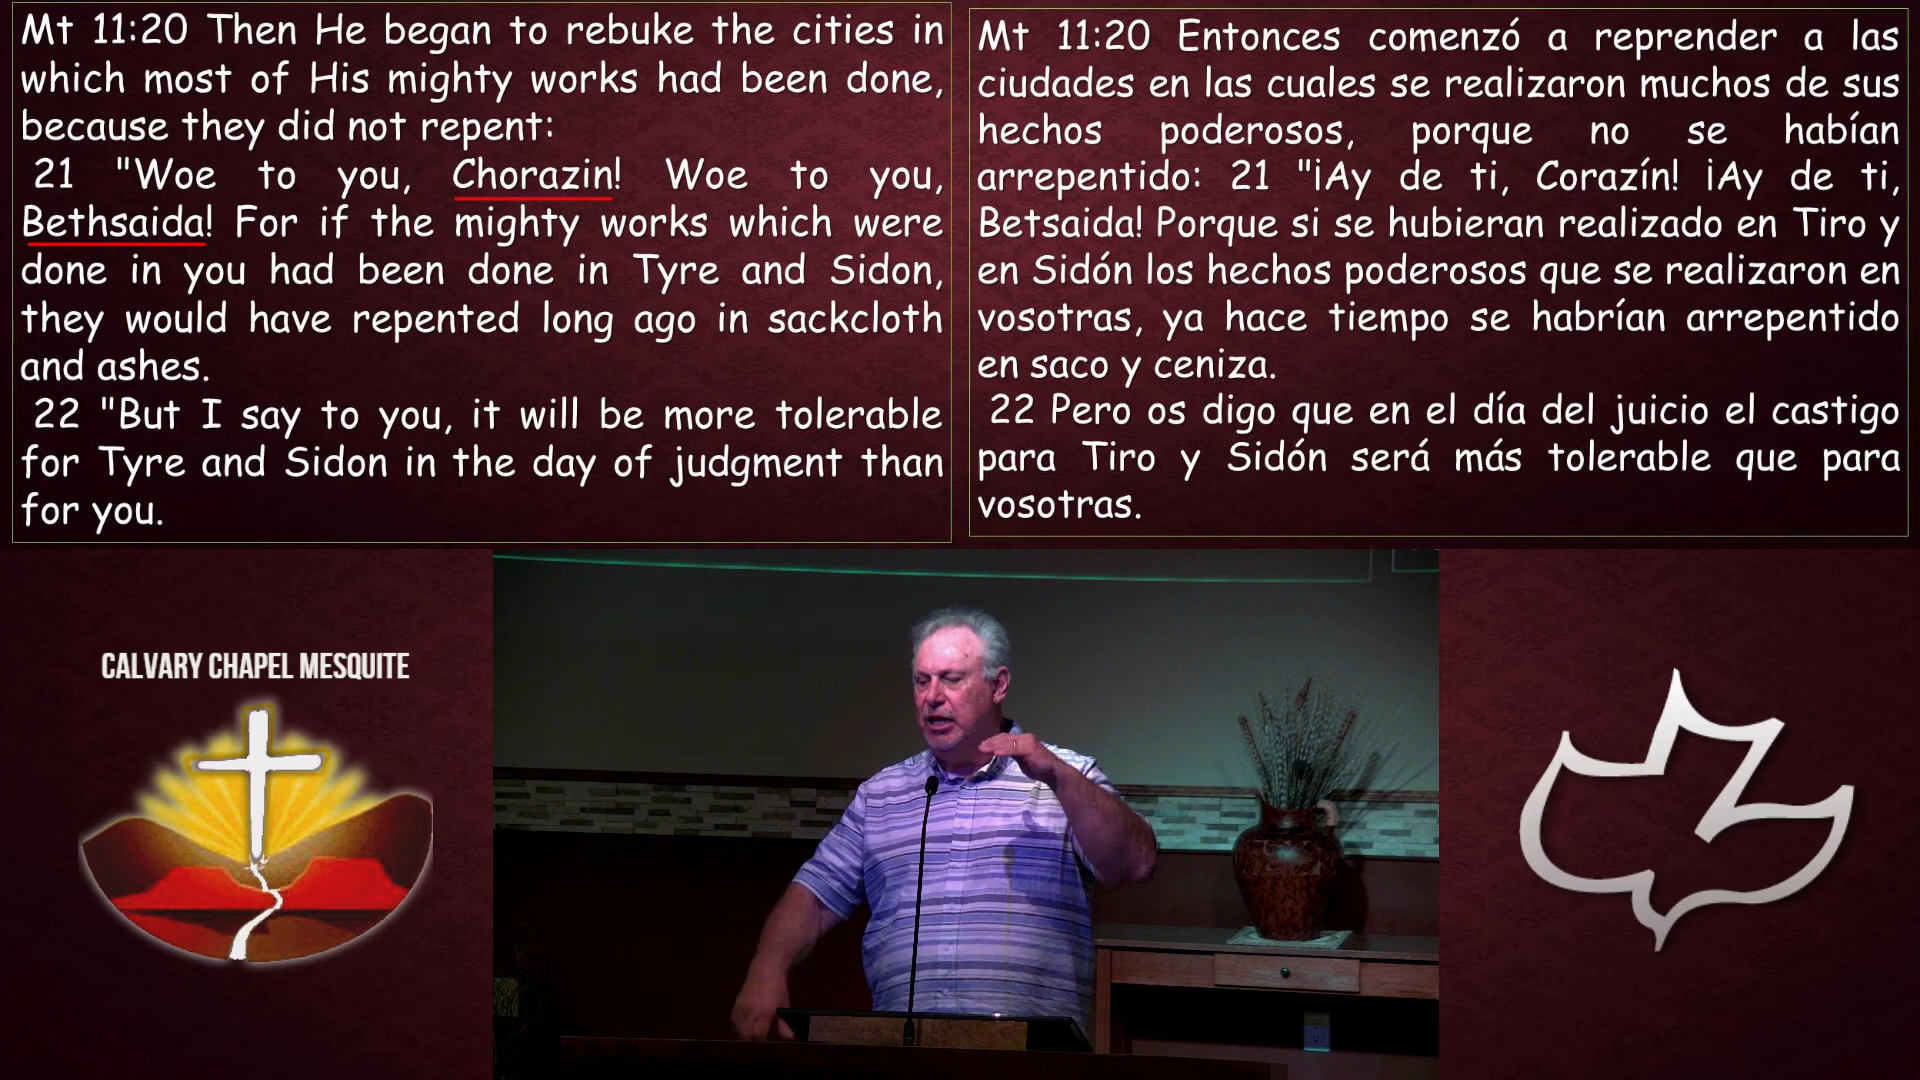 Mt 11:20 Then He began to rebuke the cities in
which most of His mighty works had been done,
because they did not repent:
21 "Woe to you, Chorazin! Woe to you,
Bethsaida! For if the mighty works which were
done in you had been done in Tyre and Sidon,
they would have repented long ago in sackcloth
and ashes.
22 "But I say to you, it will be more tolerable
for Tyre and Sidon in the day of judgment than
for you.
Mt 11:20 Entonces comenzó a reprender a las
ciudades en las cuales se realizaron muchos de sus
hechos poderosos, porque no se habían
arrepentido: 21 "¡Ay de ti, Corazín! ¡Ay de ti,
Betsaida! Porque si se hubieran realizado en Tiro y
en Sidón los hechos poderosos que se realizaron en
vosotras, ya hace tiempo se habrían arrepentido
en saco y ceniza.
22 Pero os digo que en el día del juicio el castigo
para Tiro y Sidón será más tolerable que para
vosotras.
CALVARY CHAPEL MESQUITE